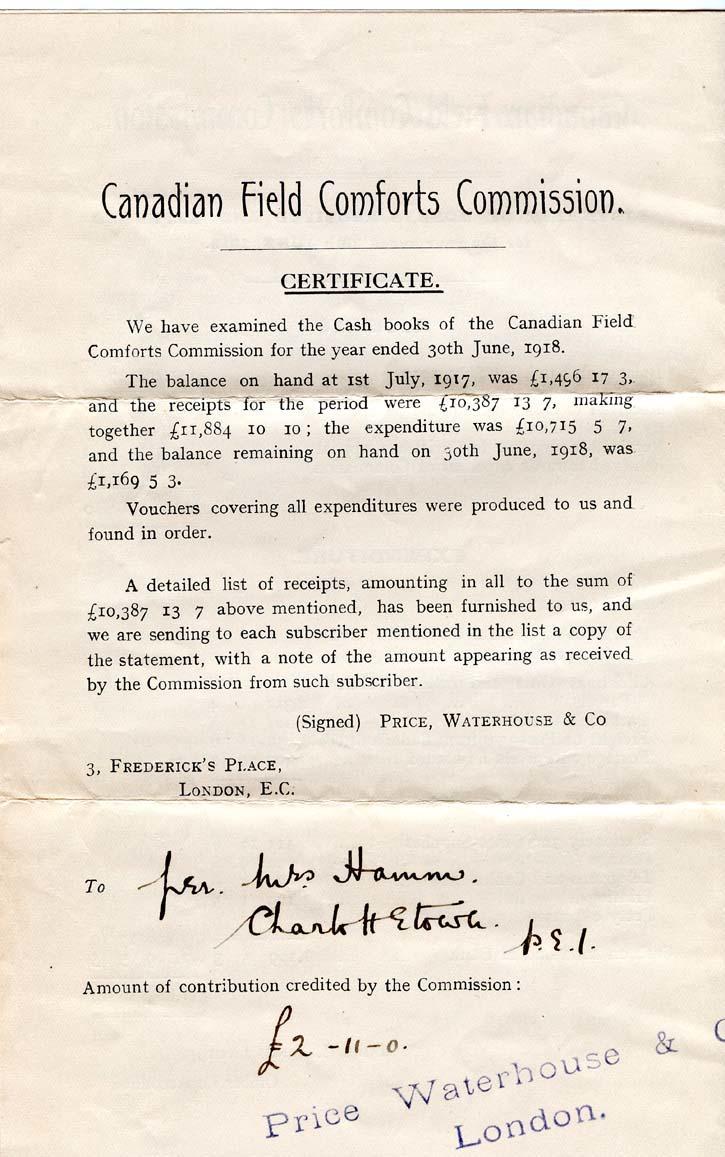 Canadian Field Comforts Commission.
CERTIFICATE.
We have examined the Cash books of the Canadian Field
Comforts Commission for the year ended 30th June, 1918.
The balance on hand at 1st July, 1917, was £1,496 17 3,
and the receipts for the period were £10,387 13 7, making
together £11,884 10 10; the expenditure was £10,715 5 7,
and the balance remaining on hand on 30th June, 1918, was
£1,169 5 3.
Vouchers covering all expenditures were produced to us and
found in order.
A detailed list of receipts, amounting in all to the sum of
£10,387 13 7 above mentioned, has been furnished to us, and
we are sending to each subscriber mentioned in the list a copy of
the statement, with a note of the amount appearing as received
by the Commission from such subscriber.
(Signed) PRICE, WATERHOUSE & Co
3, FREDERICK'S PLACE,
LONDON, E.C.
To per. Mrs Hamm.
CharlottEtown. P.E.I.
Amount of contribution credited by the Commission:
£2-11-0.
Price Waterhouse & C
London.